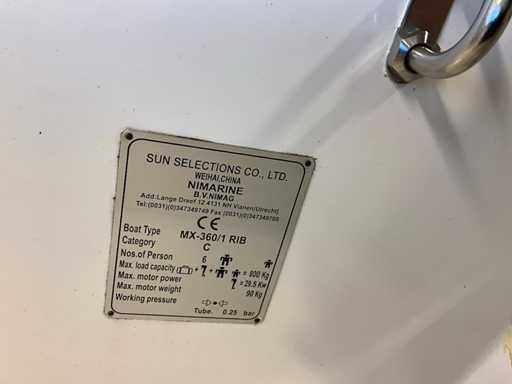 SUN SELECTIONS CO., LTD.
WEIHAI,CHINA
NIMARINE
B.V.NIMAG
Add:Lange Dreef 12 4131 NH Vianen(Utrecht)
Tel:(0031)(0)347349749 Fax:(0031)(0)347349700
CE
Boat Type MX-360/1 RIB
Category C
Nos.of Person 6
Max. load capacity + + = 800 Kg
Max. motor power = 29.5 Kw
Max. motor weight 90 Kg
Working pressure
Tube. 0.25 bar